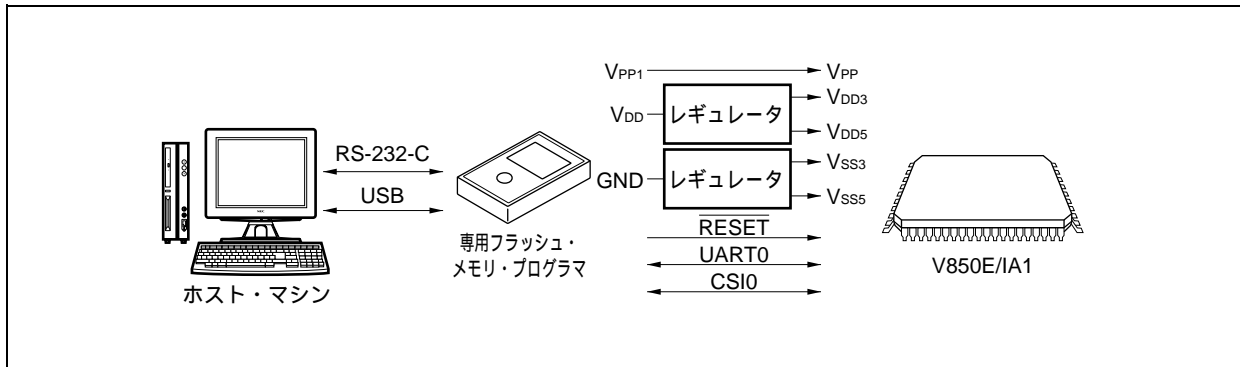 VPP1
VPP
VDD
レギュレータ
VDD3
VDD5
GND
レギュレータ
VSS3
VSS5
RESET
UART0
CSI0
RS-232-C
USB
ホスト・マシン
専用フラッシュ・
メモリ・プログラマ
V850E/IA1